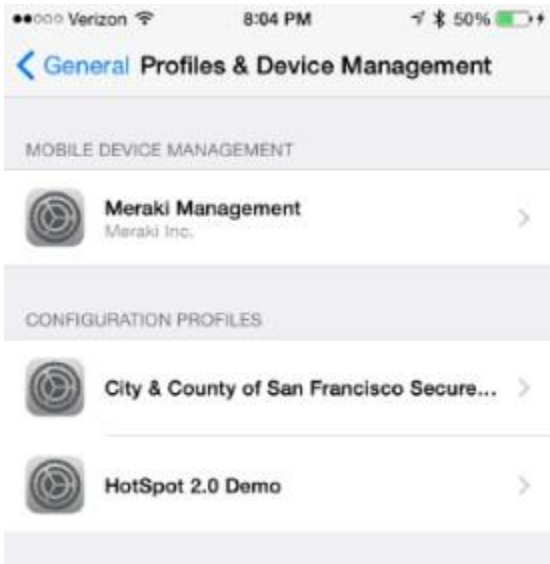 Verizon 8:04 PM 50%
General Profiles & Device Management
MOBILE DEVICE MANAGEMENT
Meraki Management
Meraki Inc.
CONFIGURATION PROFILES
City & County of San Francisco Secure...
HotSpot 2.0 Demo